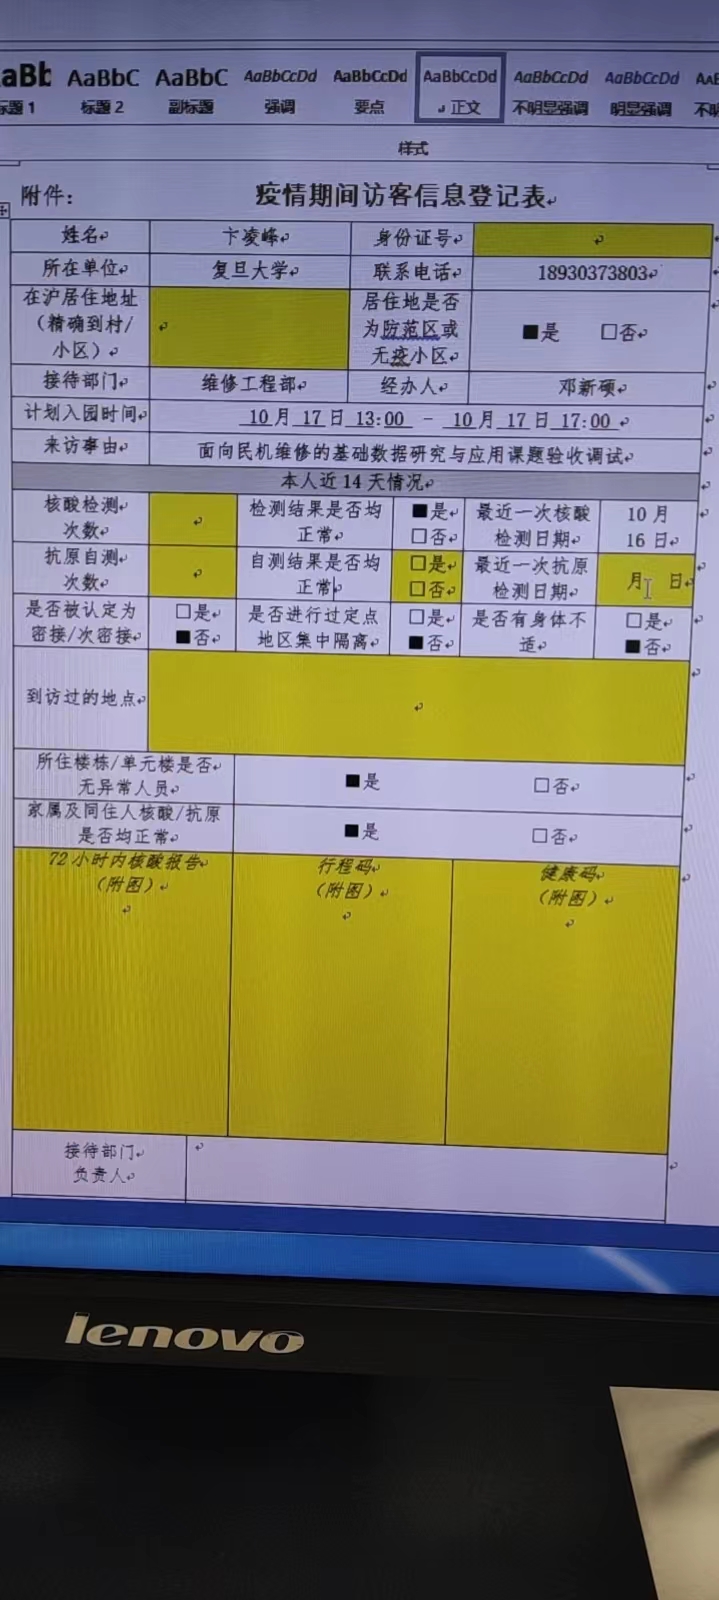 AaBb AaBbC AaBbC AaBbCcDd AaBbCcDd AaBbCcDd AaBbCcDd AaBbCcDd
标题 1 标题 2 副标题 强调 要点 正文 不明显强调 明显强调
样式
附件：
疫情期间访客信息登记表
姓名 卞凌峰 身份证号
所在单位 复旦大学 联系电话 18930373803
在沪居住地址
（精确到村/
小区）
居住地是否
为防范区或
无疫小区
■是 □否
接待部门 维修工程部 经办人 邓新硕
计划入园时间 10 月 17 日 13:00 - 10 月 17 日 17:00
来访事由 面向民机维修的基础数据研究与应用课题验收调试
本人近 14 天情况
核酸检测
次数
检测结果是否均
正常
■是
□否
最近一次核酸
检测日期
10 月
16 日
抗原自测
次数
自测结果是否均
正常
□是
□否
最近一次抗原
检测日期
月 日
是否被认定为
密接/次密接
□是
■否
是否进行过定点
地区集中隔离
□是
■否
是否有身体不
适
□是
■否
到访过的地点
所住楼栋/单元楼是否
无异常人员
■是 □否
家属及同住人核酸/抗原
是否均正常
■是 □否
72 小时内核酸报告
（附图）
行程码
（附图）
健康码
（附图）
接待部门
负责人
lenovo